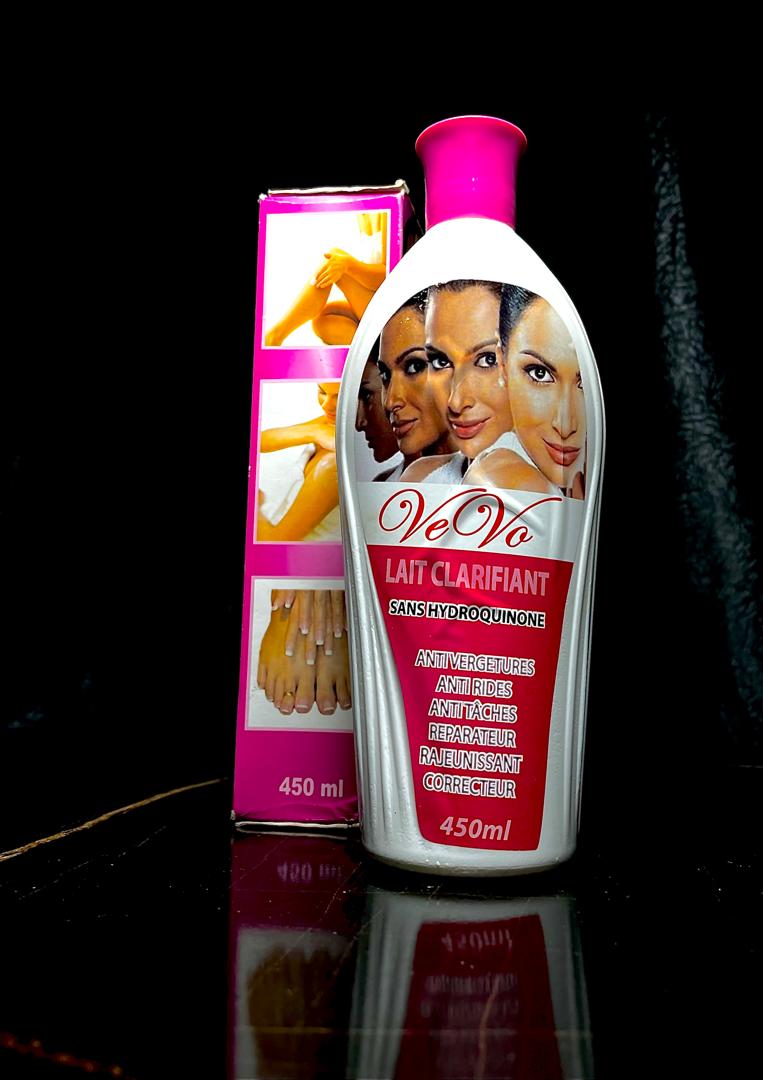 VeVo
LAIT CLARIFIANT
SANS HYDROQUINONE
ANTI VERGETURES
ANTI RIDES
ANTI TÂCHES
REPARATEUR
RAJEUNISSANT
CORRECTEUR
450ml
450 ml